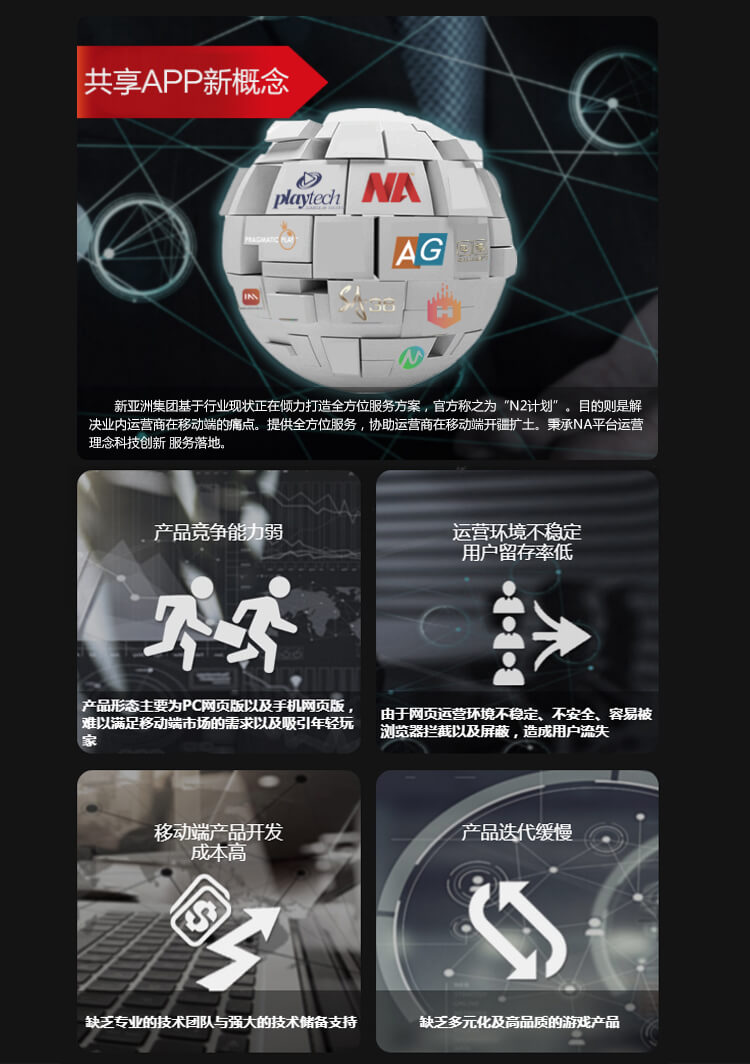 共享APP新概念
playtech
NA
PRAGMATIC PLAY
AG
SA36
新亚洲集团基于行业现状正在倾力打造全方位服务方案，官方称之为“N2计划”。目的则是解
决业内运营商在移动端的痛点。提供全方位服务，协助运营商在移动端开疆扩土。秉承NA平台运营
理念科技创新 服务落地。
产品竞争能力弱
运营环境不稳定
用户留存率低
产品形态主要为PC网页版以及手机网页版，
难以满足移动端市场的需求以及吸引年轻玩
家
由于网页运营环境不稳定、不安全、容易被
浏览器拦截以及屏蔽，造成用户流失
移动端产品开发
成本高
产品迭代缓慢
缺乏专业的技术团队与强大的技术储备支持
缺乏多元化及高品质的游戏产品